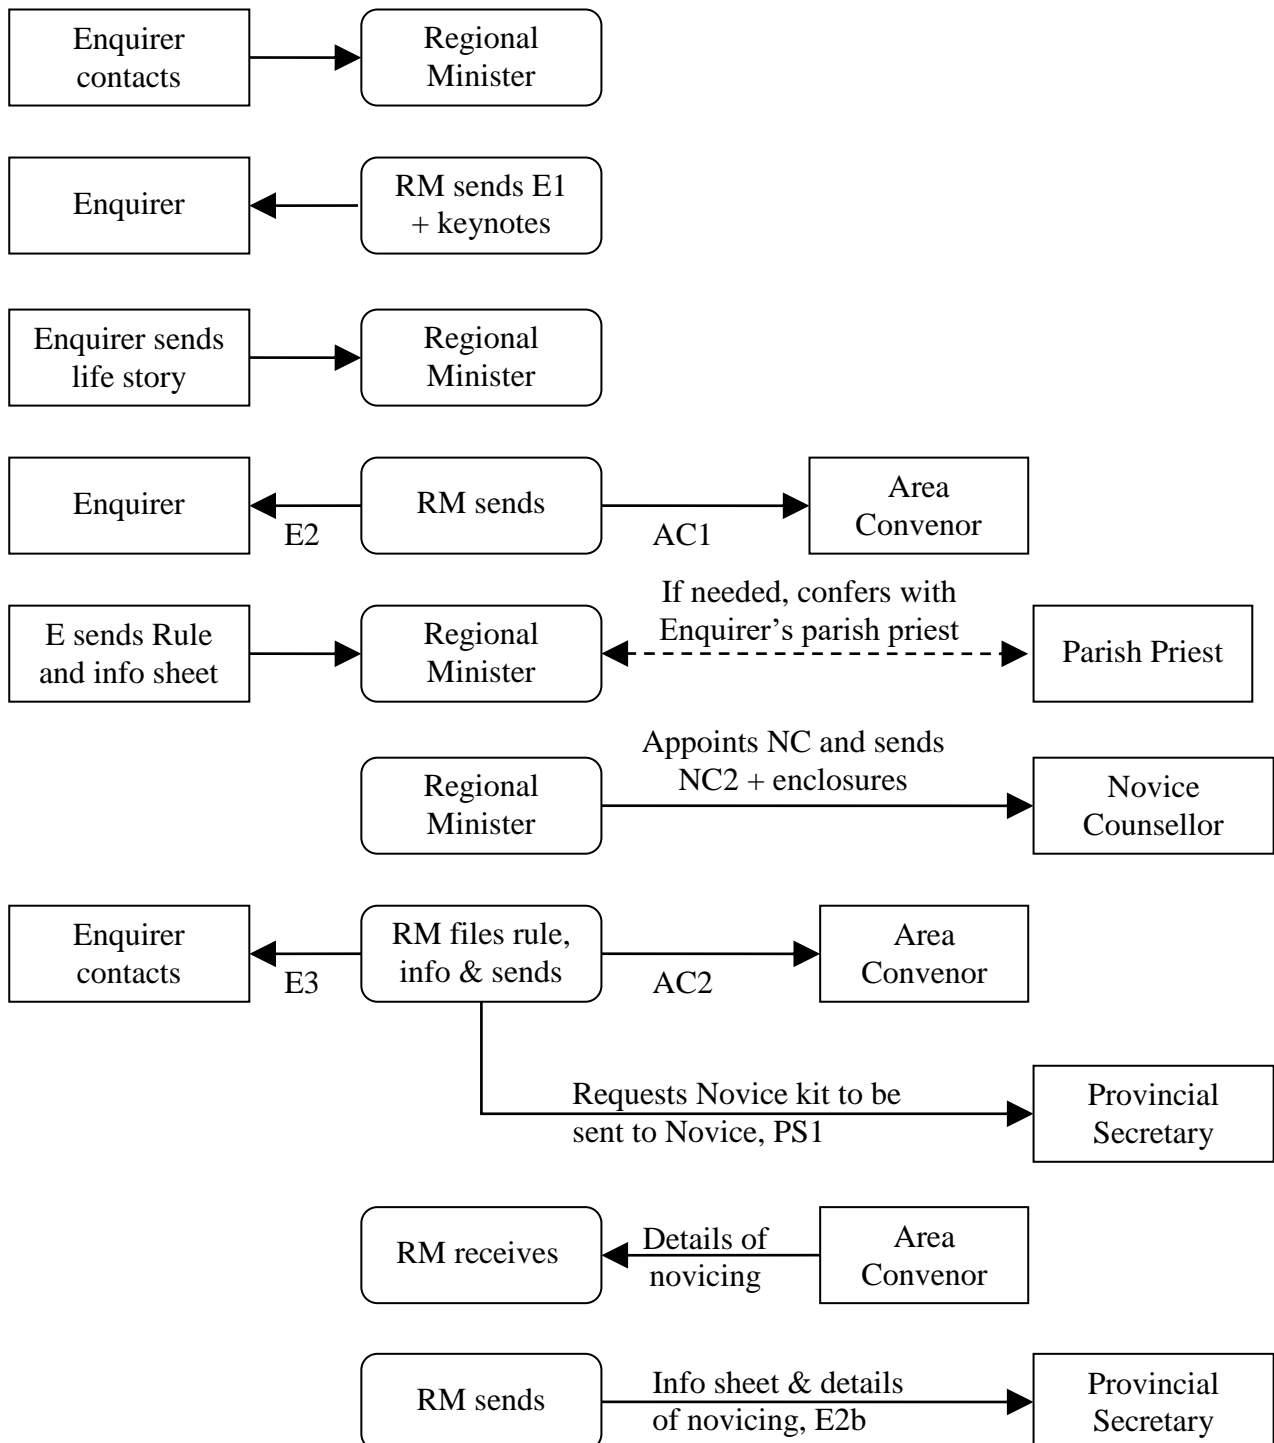 Enquirer
contacts
Regional
Minister
Enquirer
RM sends E1
+ keynotes
Enquirer sends
life story
Regional
Minister
Enquirer
E2
RM sends
AC1
Area
Convenor
E sends Rule
and info sheet
Regional
Minister
If needed, confers with
Enquirer’s parish priest
Parish Priest
Regional
Minister
Appoints NC and sends
NC2 + enclosures
Novice
Counsellor
Enquirer
contacts
E3
RM files rule,
info & sends
AC2
Area
Convenor
Requests Novice kit to be
sent to Novice, PS1
Provincial
Secretary
RM receives
Details of
novicing
Area
Convenor
RM sends
Info sheet & details
of novicing, E2b
Provincial
Secretary